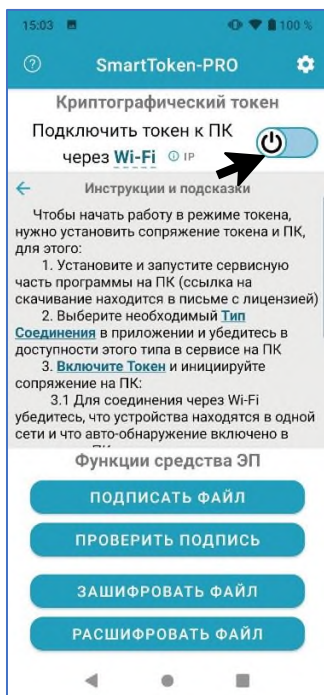 15:03 100 %
SmartToken-PRO
Криптографический токен
Подключить токен к ПК
через Wi-Fi IP
Инструкции и подсказки
Чтобы начать работу в режиме токена,
нужно установить сопряжение токена и ПК,
для этого:
1. Установите и запустите сервисную
часть программы на ПК (ссылка на
скачивание находится в письме с лицензией)
2. Выберите необходимый Тип
Соединения в приложении и убедитесь в
доступности этого типа в сервисе на ПК
3. Включите Токен и инициируйте
сопряжение на ПК:
3.1 Для соединения через Wi-Fi
убедитесь, что устройства находятся в одной
сети и что авто-обнаружение включено в
Функции средства ЭП
ПОДПИСАТЬ ФАЙЛ
ПРОВЕРИТЬ ПОДПИСЬ
ЗАШИФРОВАТЬ ФАЙЛ
РАСШИФРОВАТЬ ФАЙЛ